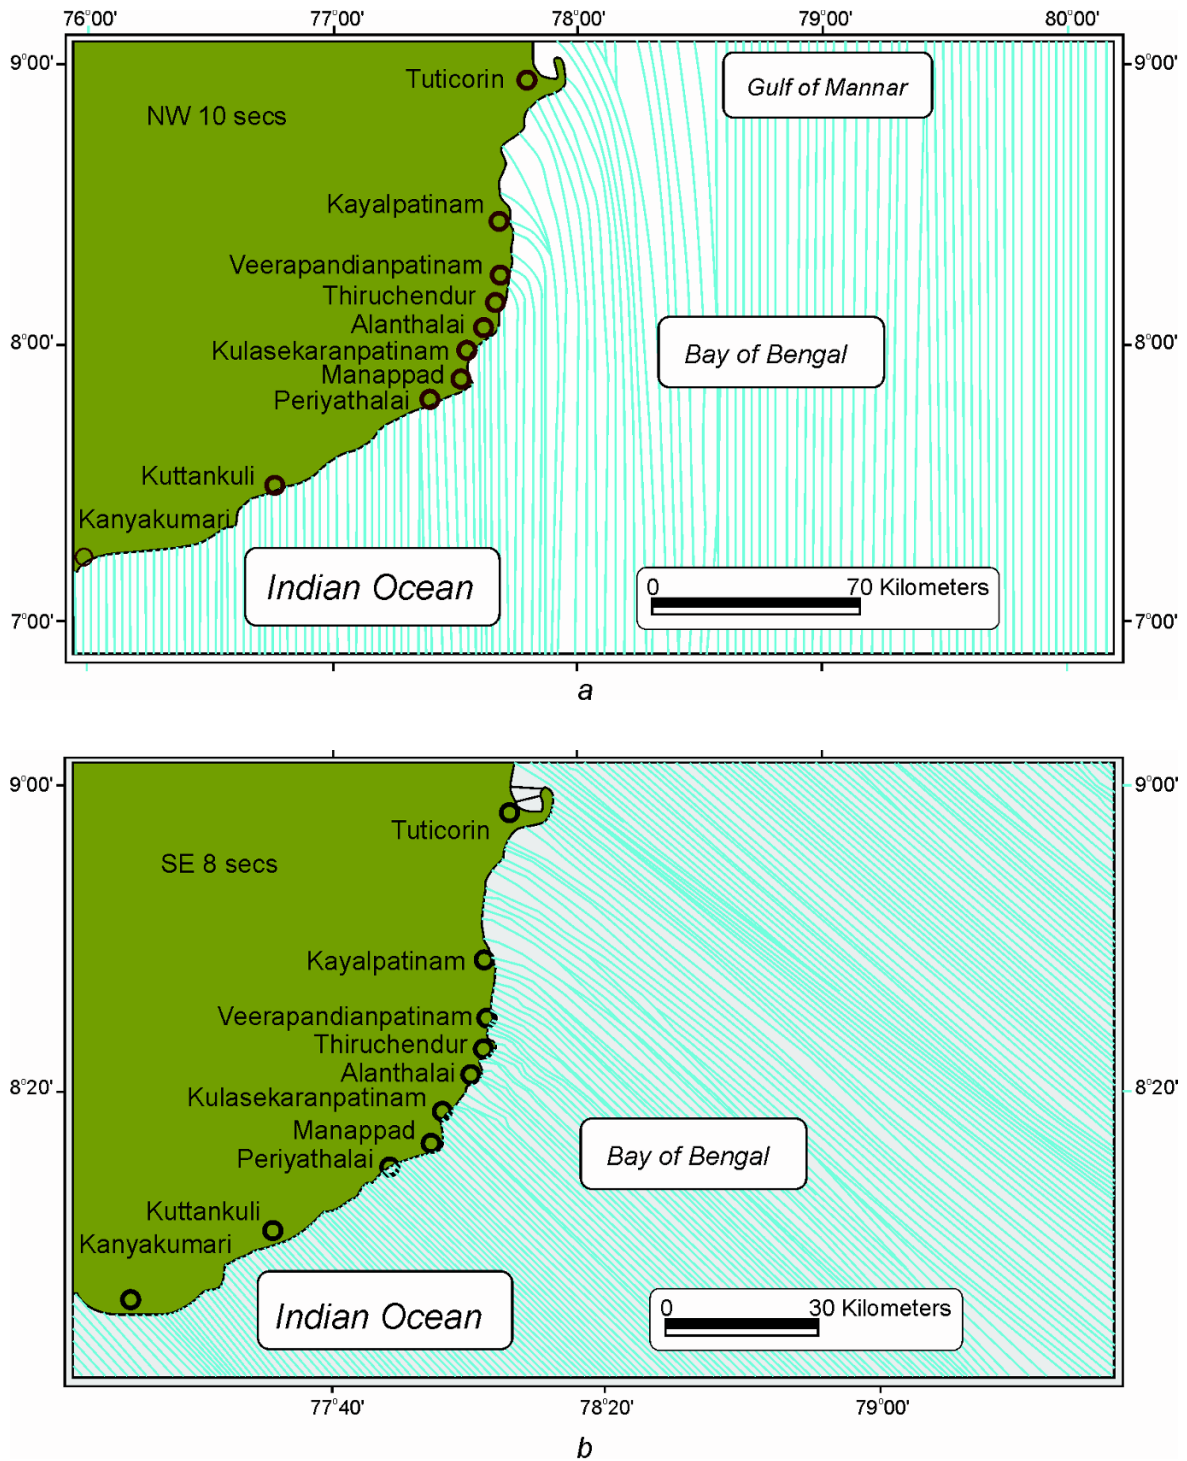 76°00' 77°00' 78°00' 79°00' 80°00'
9°00' 9°00'
Tuticorin
Gulf of Mannar
NW 10 secs
Kayalpatinam
Veerapandianpatinam
Thiruchendur
Alanthalai
8°00' 8°00'
Kulasekaranpatinam
Bay of Bengal
Manappad
Periyathalai
Kuttankuli
Kanyakumari
Indian Ocean
0 70 Kilometers
7°00' 7°00'
a
9°00' 9°00'
Tuticorin
SE 8 secs
Kayalpatinam
Veerapandianpatinam
Thiruchendur
Alanthalai
8°20' 8°20'
Kulasekaranpatinam
Manappad
Bay of Bengal
Periyathalai
Kuttankuli
Kanyakumari
Indian Ocean
0 30 Kilometers
77°40' 78°20' 79°00'
b